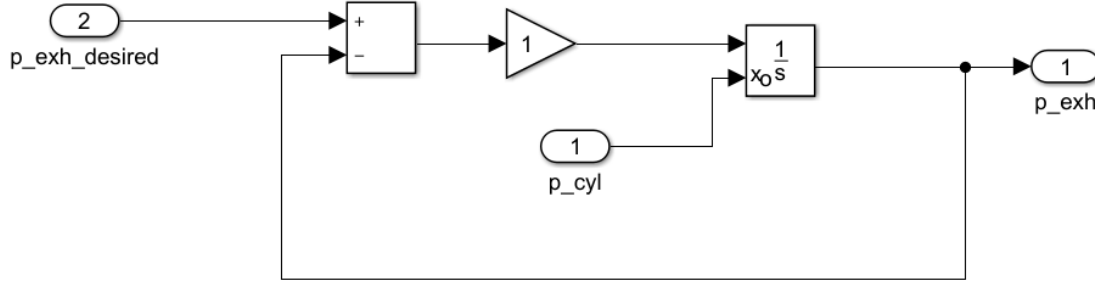 2
p_exh_desired
+
−
1
1
s
x₀
1
p_exh
1
p_cyl